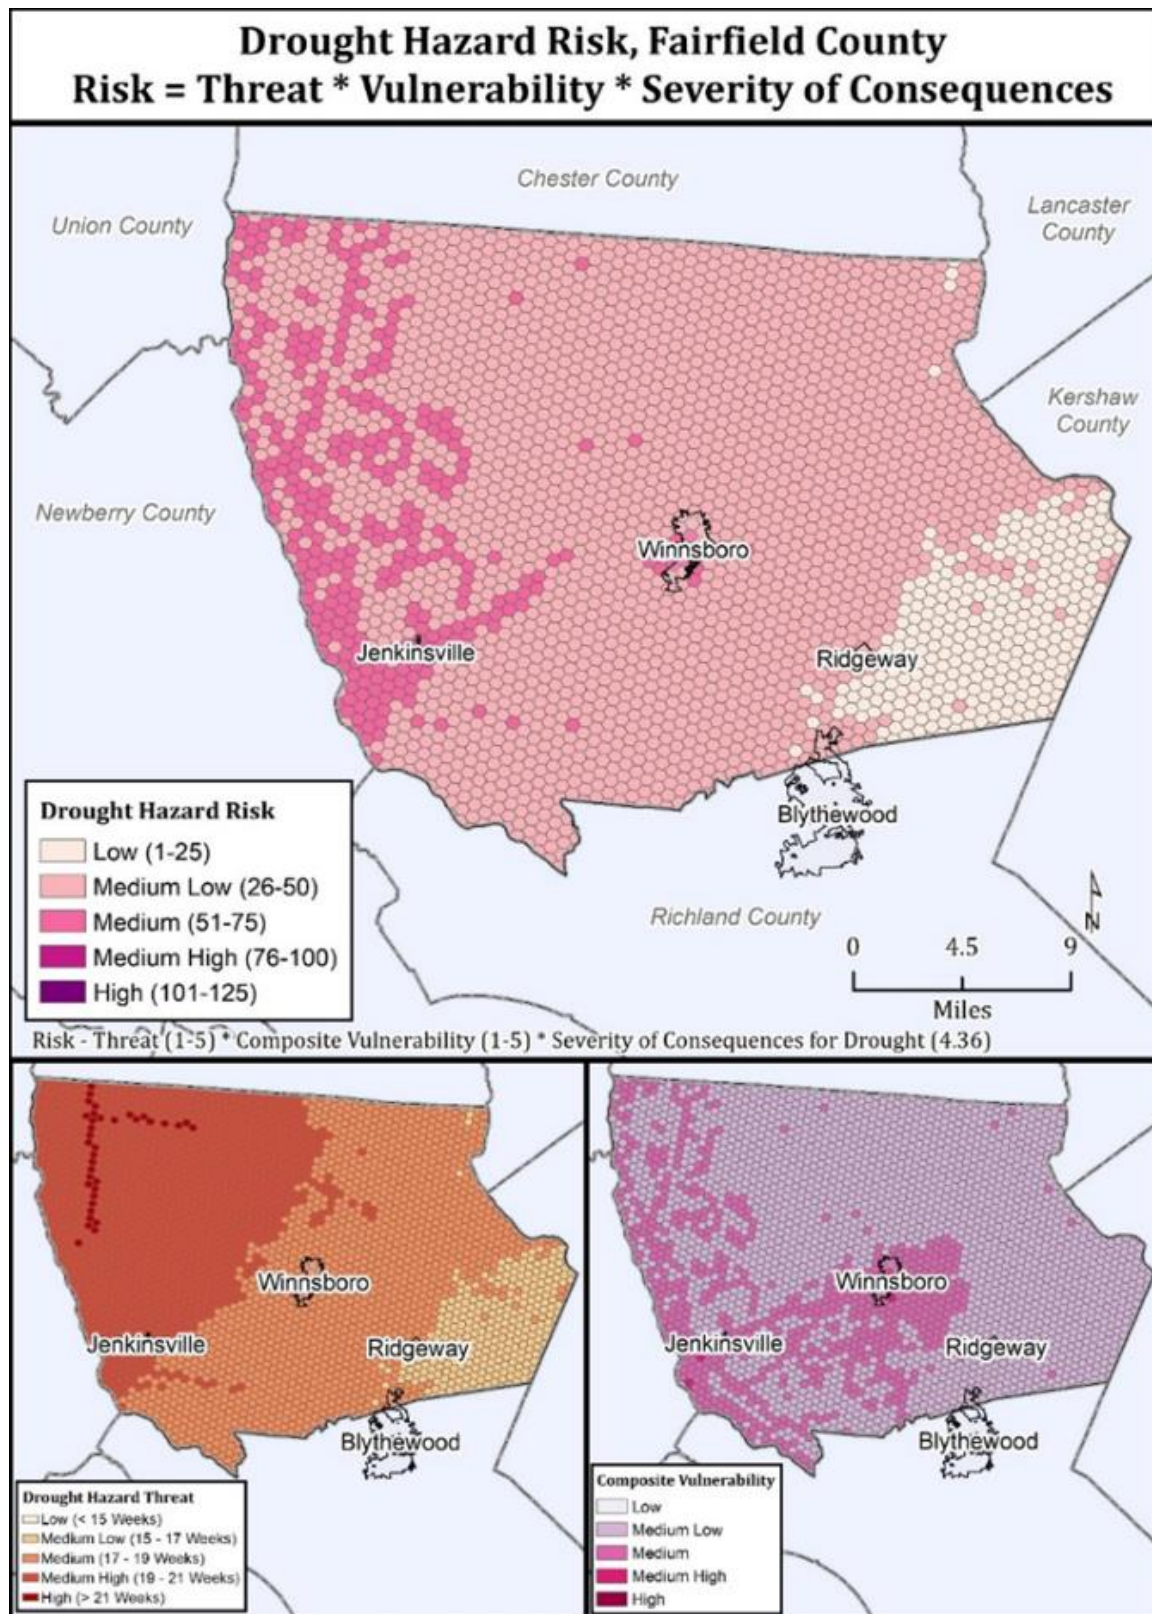 Drought Hazard Risk, Fairfield County
Risk = Threat * Vulnerability * Severity of Consequences
Chester County
Union County
Lancaster
County
Kershaw
County
Newberry County
Winnsboro
Jenkinsville
Ridgeway
Blythewood
Richland County
Drought Hazard Risk
Low (1-25)
Medium Low (26-50)
Medium (51-75)
Medium High (76-100)
High (101-125)
N
0 4.5 9
Miles
Risk - Threat (1-5) * Composite Vulnerability (1-5) * Severity of Consequences for Drought (4.36)
Winnsboro
Jenkinsville
Ridgeway
Blythewood
Drought Hazard Threat
Low (< 15 Weeks)
Medium Low (15 - 17 Weeks)
Medium (17 - 19 Weeks)
Medium High (19 - 21 Weeks)
High (> 21 Weeks)
Winnsboro
Jenkinsville
Ridgeway
Blythewood
Composite Vulnerability
Low
Medium Low
Medium
Medium High
High